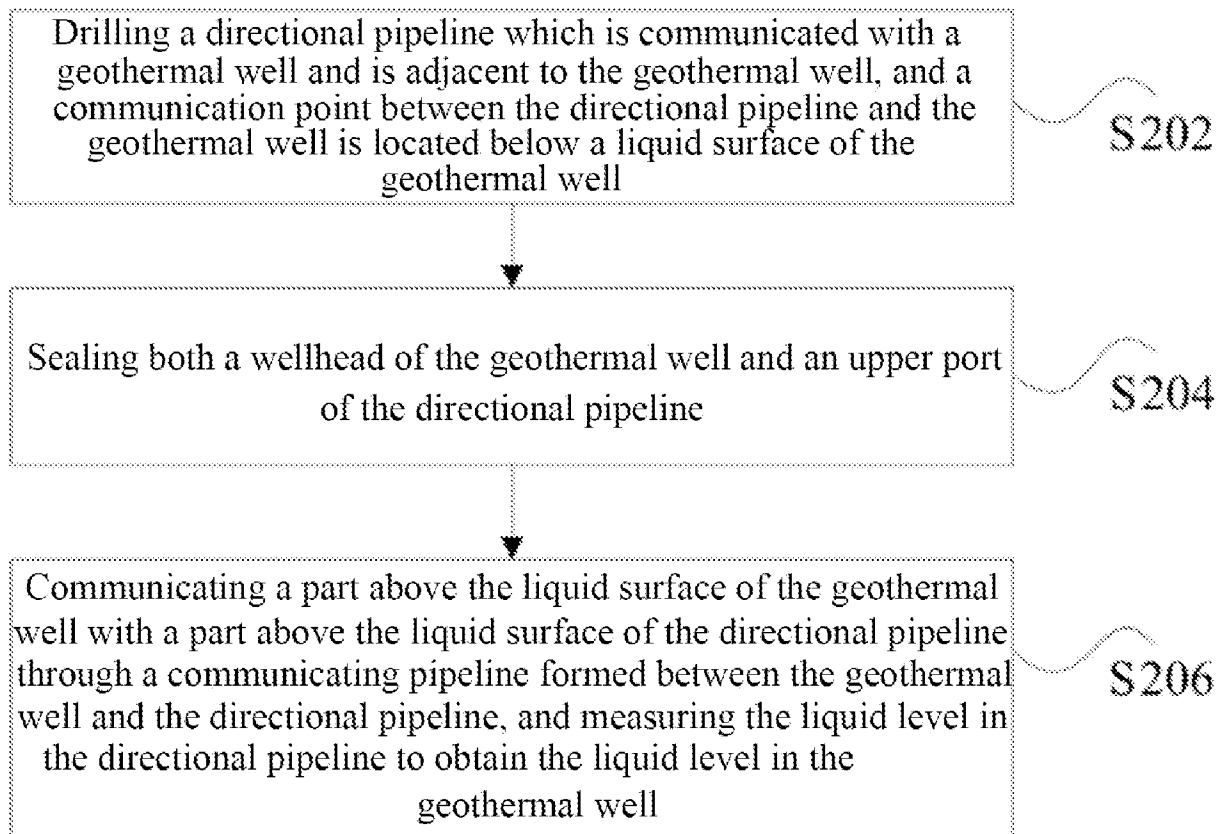 Drilling a directional pipeline which is communicated with a
geothermal well and is adjacent to the geothermal well, and a
communication point between the directional pipeline and the
geothermal well is located below a liquid surface of the
geothermal well
S202
Sealing both a wellhead of the geothermal well and an upper port
of the directional pipeline
S204
Communicating a part above the liquid surface of the geothermal
well with a part above the liquid surface of the directional pipeline
through a communicating pipeline formed between the geothermal
well and the directional pipeline, and measuring the liquid level in
the directional pipeline to obtain the liquid level in the
geothermal well
S206